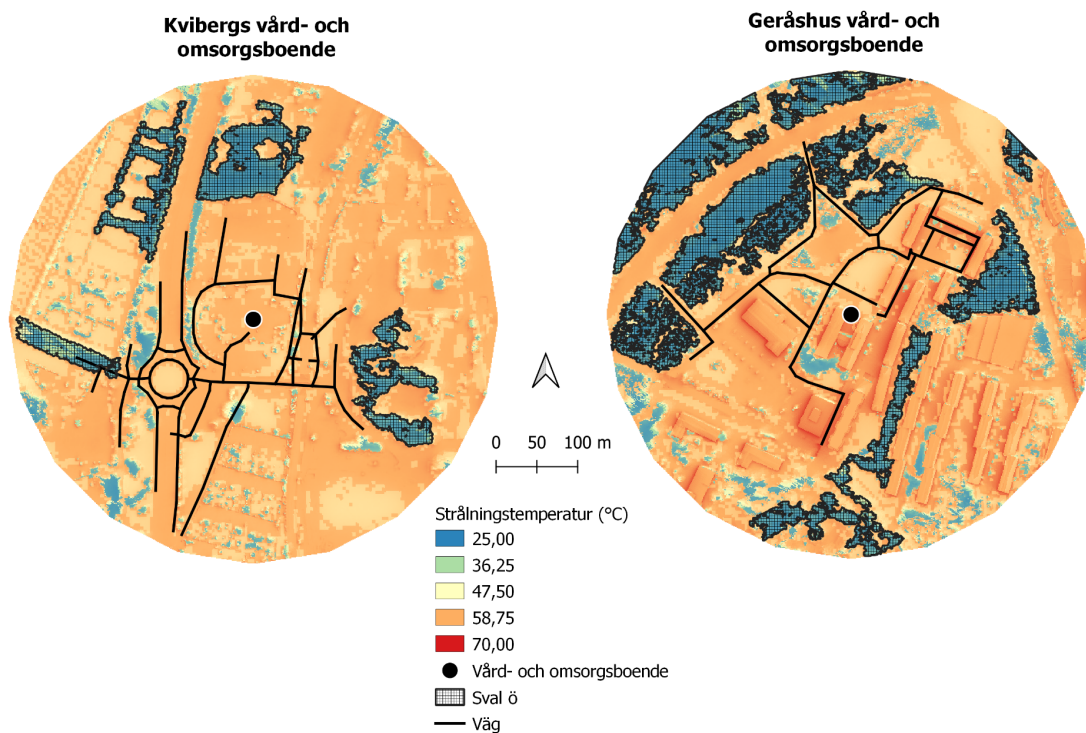 Kvibergs vård- och
omsorgsboende
Geråshus vård- och
omsorgsboende
0 50 100 m
Strålningstemperatur (°C)
25,00
36,25
47,50
58,75
70,00
Vård- och omsorgsboende
Sval ö
Väg